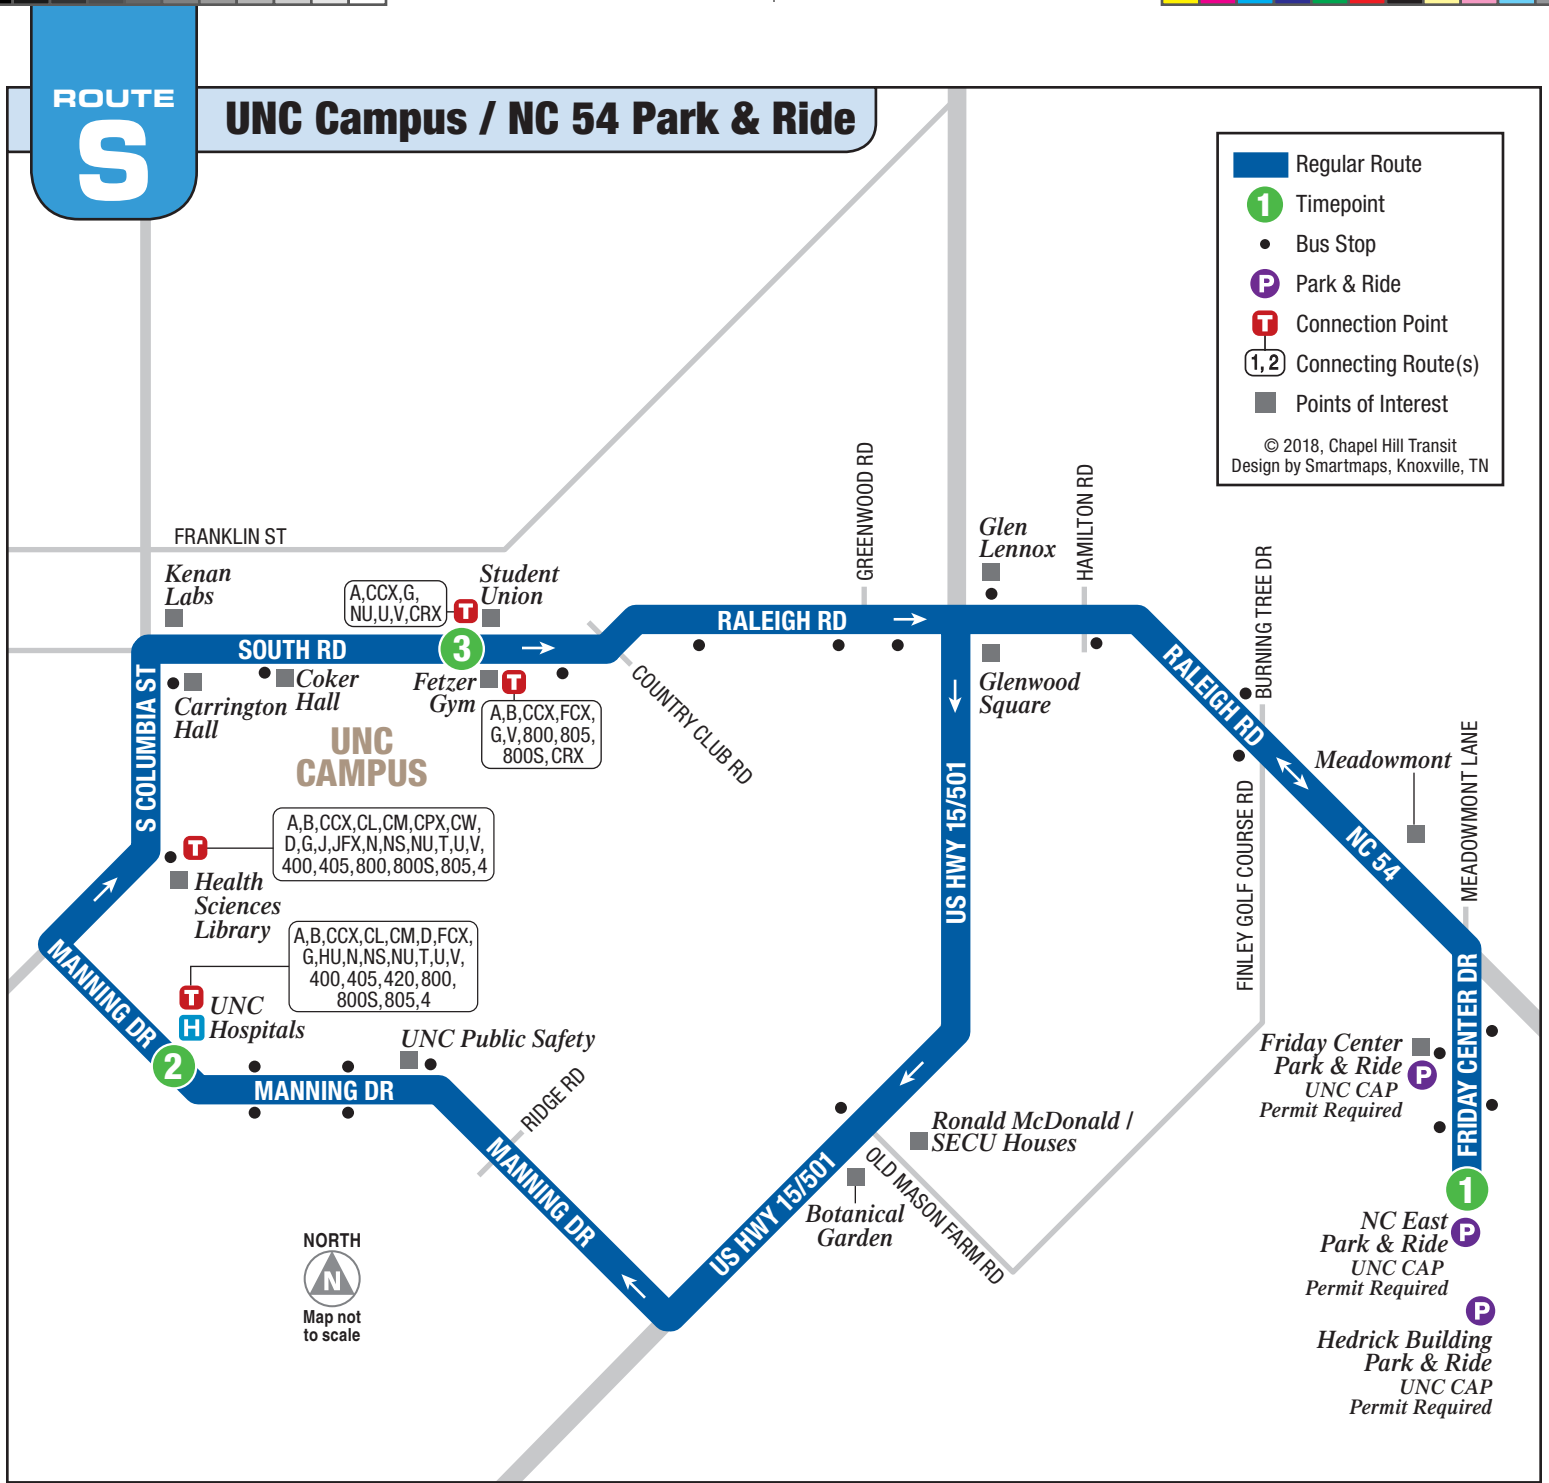 ROUTE
S
UNC Campus / NC 54 Park & Ride
Regular Route
1
Timepoint
Bus Stop
P
Park & Ride
T
Connection Point
1,2
Connecting Route(s)
Points of Interest
© 2018, Chapel Hill Transit
Design by Smartmaps, Knoxville, TN
FRANKLIN ST
Kenan
Labs
A,CCX,G,
NU,U,V,CRX
T
Student
Union
SOUTH RD
3
Carrington
Hall
Coker
Hall
Fetzer
Gym
T
A,B,CCX,FCX,
G,V,800,805,
800S,CRX
UNC
CAMPUS
COUNTRY CLUB RD
RALEIGH RD
GREENWOOD RD
Glen
Lennox
HAMILTON RD
Glenwood
Square
BURNING TREE DR
RALEIGH RD
Meadowmont
MEADOWMONT LANE
NC 54
FINLEY GOLF COURSE RD
US HWY 15/501
S COLUMBIA ST
T
A,B,CCX,CL,CM,CPX,CW,
D,G,J,JFX,N,NS,NU,T,U,V,
400,405,800,800S,805,4
Health
Sciences
Library
A,B,CCX,CL,CM,D,FCX,
G,HU,N,NS,NU,T,U,V,
400,405,420,800,
800S,805,4
T
H
UNC
Hospitals
MANNING DR
2
MANNING DR
UNC Public Safety
RIDGE RD
MANNING DR
US HWY 15/501
Ronald McDonald /
SECU Houses
OLD MASON FARM RD
Botanical
Garden
Friday Center
Park & Ride
P
UNC CAP
Permit Required
FRIDAY CENTER DR
1
NC East
Park & Ride
P
UNC CAP
Permit Required
P
Hedrick Building
Park & Ride
UNC CAP
Permit Required
NORTH
N
Map not
to scale